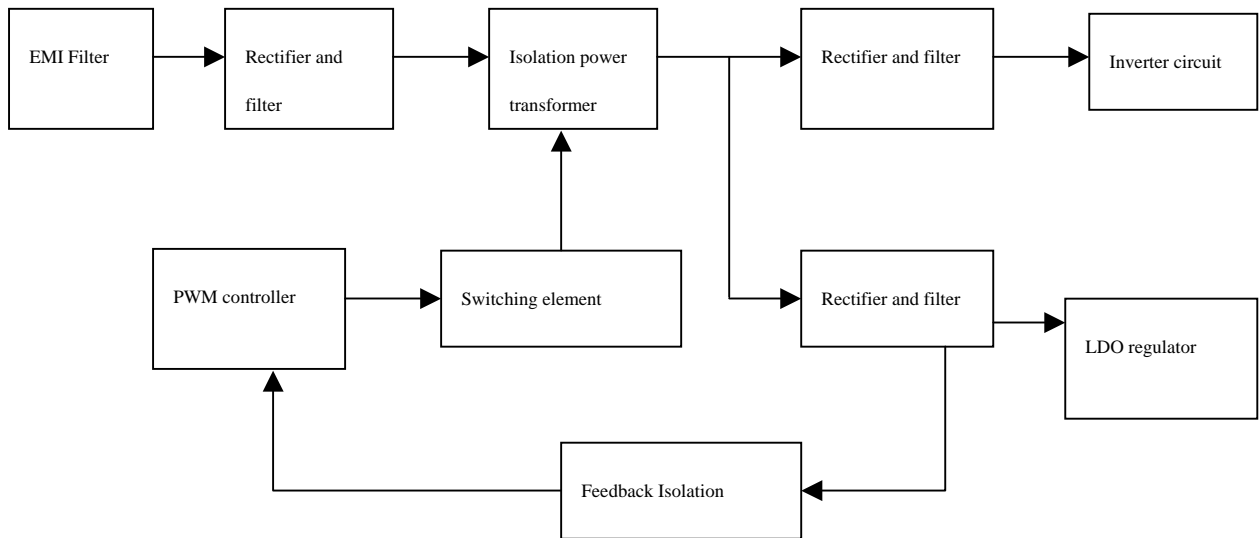 EMI Filter
Rectifier and
filter
Isolation power
transformer
Rectifier and filter
Inverter circuit
PWM controller
Switching element
Rectifier and filter
LDO regulator
Feedback Isolation